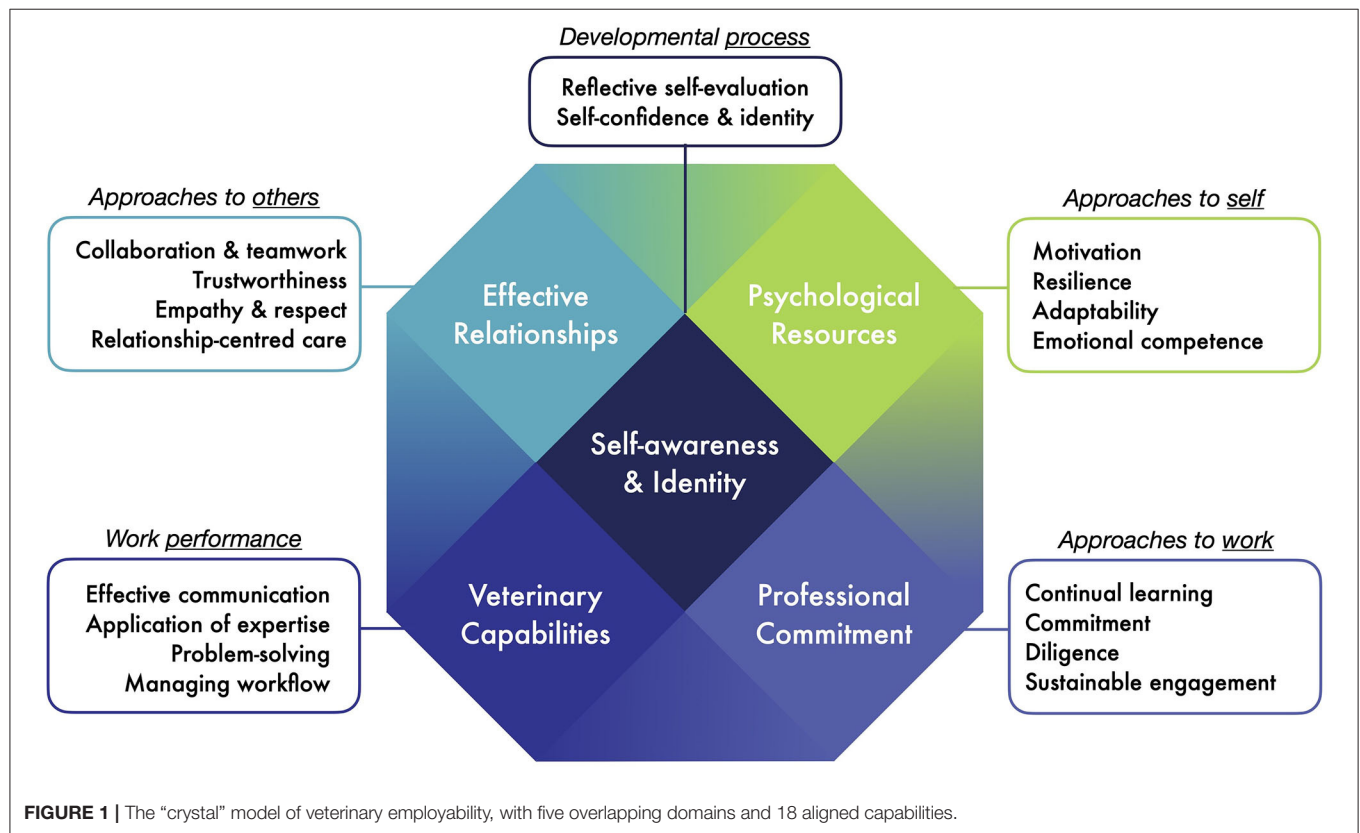 Developmental process
Reflective self-evaluation
Self-confidence & identity
Approaches to others
Collaboration & teamwork
Trustworthiness
Empathy & respect
Relationship-centred care
Approaches to self
Motivation
Resilience
Adaptability
Emotional competence
Effective
Relationships
Psychological
Resources
Self-awareness
& Identity
Work performance
Effective communication
Application of expertise
Problem-solving
Managing workflow
Veterinary
Capabilities
Professional
Commitment
Approaches to work
Continual learning
Commitment
Diligence
Sustainable engagement
FIGURE 1 | The “crystal” model of veterinary employability, with five overlapping domains and 18 aligned capabilities.